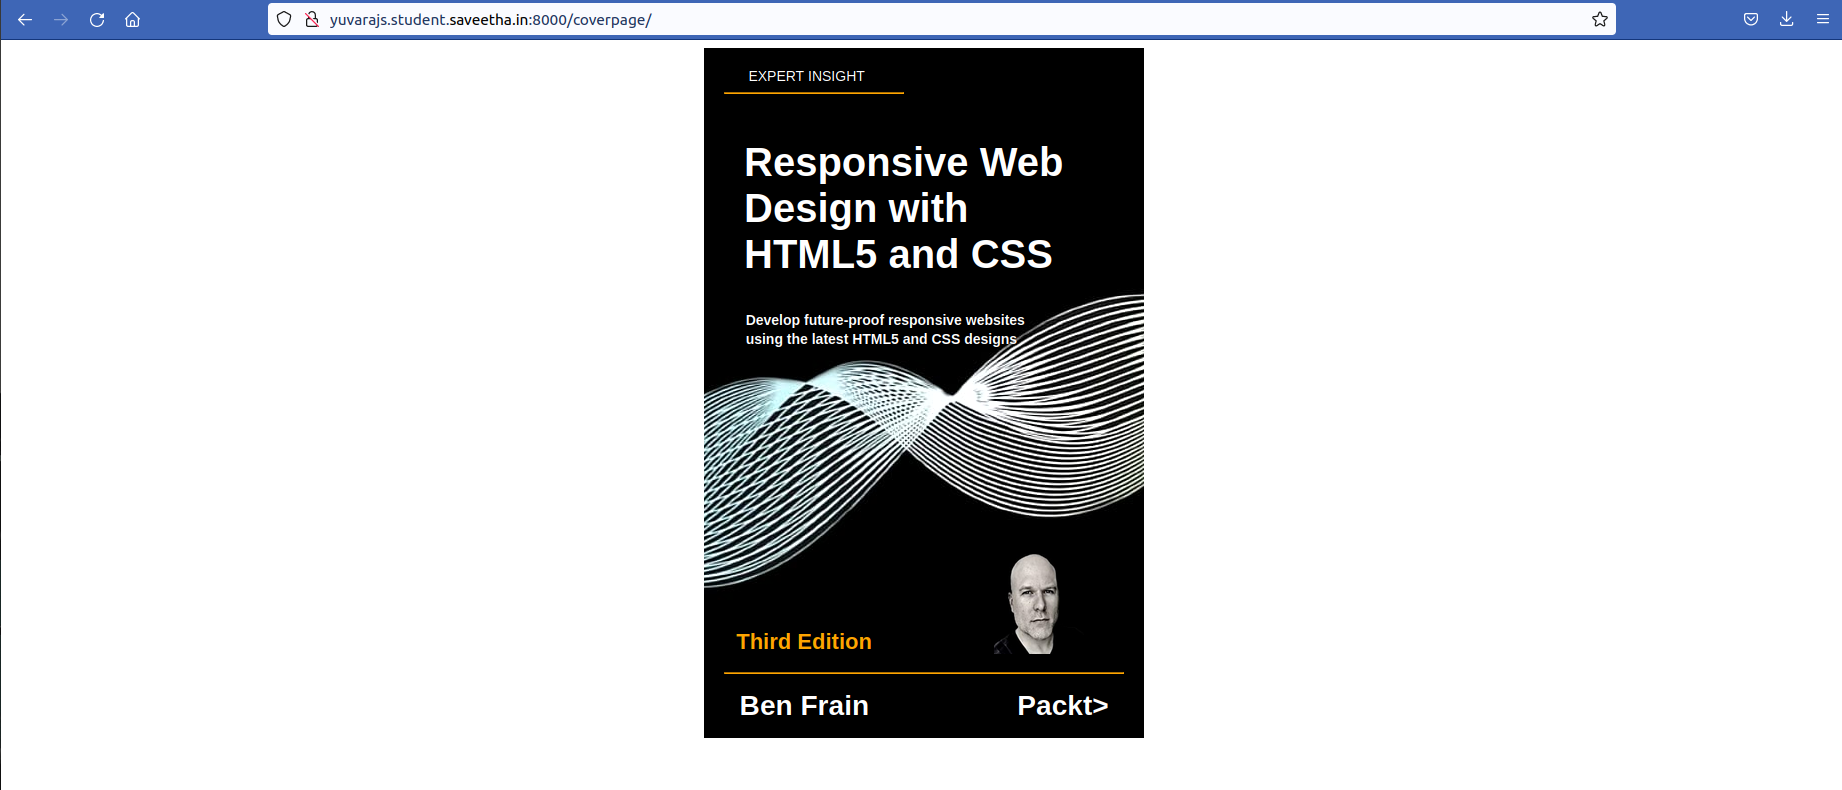 yuvarajs.student.saveetha.in:8000/coverpage/
EXPERT INSIGHT
Responsive Web
Design with
HTML5 and CSS
Develop future-proof responsive websites
using the latest HTML5 and CSS designs
Third Edition
Ben Frain
Packt>